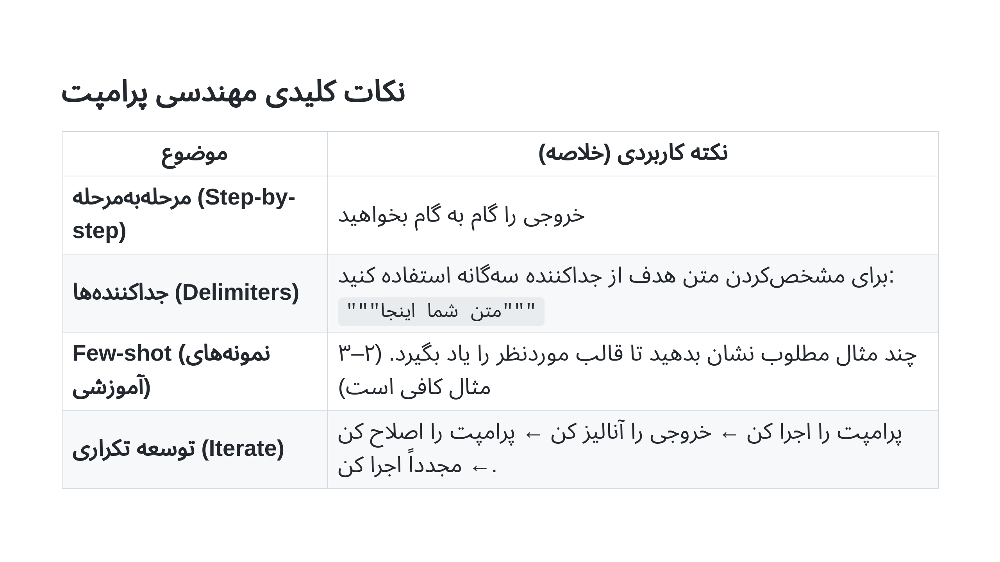 نکات کلیدی مهندسی پرامپت
موضوع
نکته کاربردی (خلاصه)
مرحله‌به‌مرحله (Step-by-
step)
خروجی را گام به گام بخواهید
جداکننده‌ها (Delimiters)
برای مشخص‌کردن متن هدف از جداکننده سه‌گانه استفاده کنید:
"""متن شما اینجا"""
Few-shot (نمونه‌های
آموزشی)
چند مثال مطلوب نشان بدهید تا قالب موردنظر را یاد بگیرد. (۲–۳
مثال کافی است)
توسعه تکراری (Iterate)
پرامپت را اجرا کن ← خروجی را آنالیز کن ← پرامپت را اصلاح کن
← مجدداً اجرا کن.